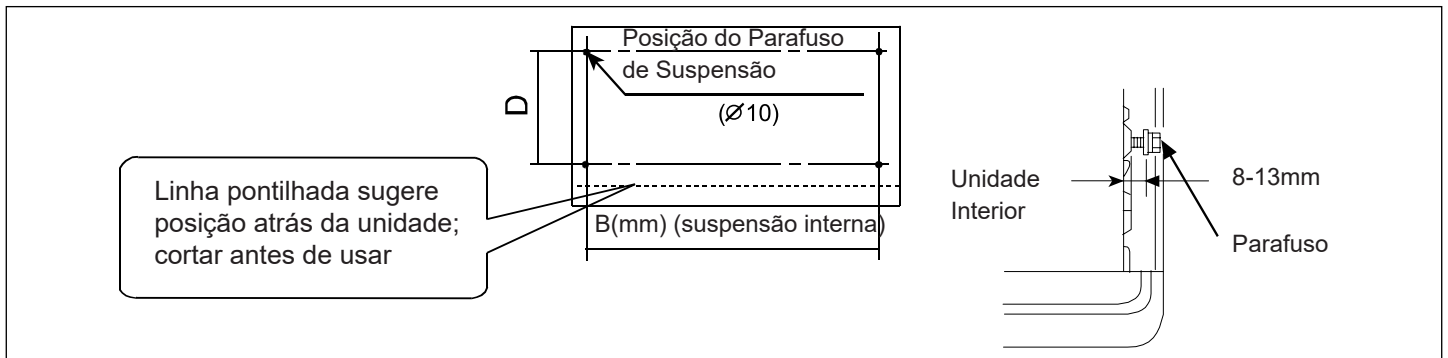 Posição do Parafuso
de Suspensão
(Ø10)
D
Linha pontilhada sugere
posição atrás da unidade;
cortar antes de usar
B(mm) (suspensão interna)
Unidade
Interior
8-13mm
Parafuso